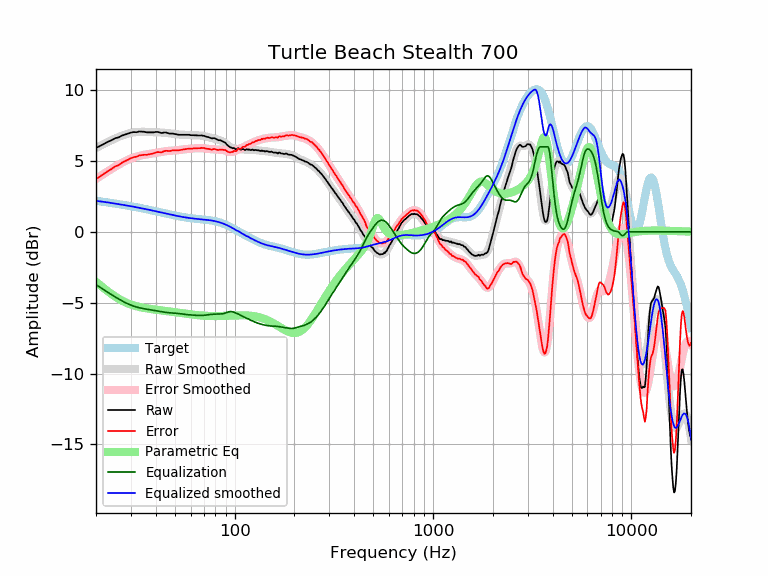 Turtle Beach Stealth 700
Amplitude (dBr)
10
5
0
−5
−10
−15
Target
Raw Smoothed
Error Smoothed
Raw
Error
Parametric Eq
Equalization
Equalized smoothed
100
1000
10000
Frequency (Hz)